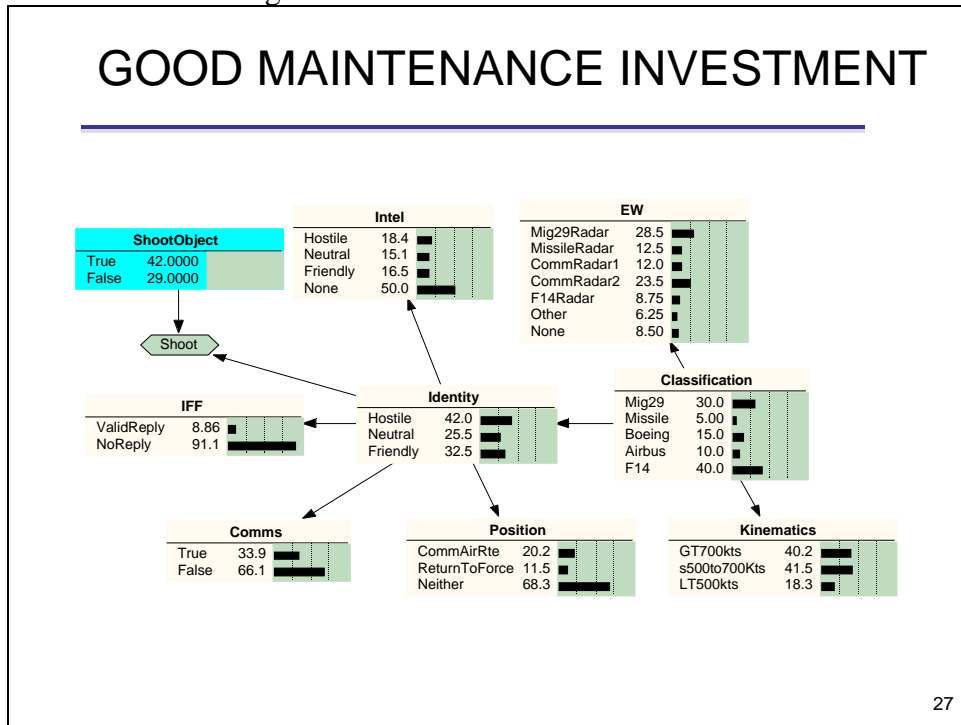 GOOD MAINTENANCE INVESTMENT
ShootObject
True 42.0000
False 29.0000
Intel
Hostile 18.4
Neutral 15.1
Friendly 16.5
None 50.0
EW
Mig29Radar 28.5
MissileRadar 12.5
CommRadar1 12.0
CommRadar2 23.5
F14Radar 8.75
Other 6.25
None 8.50
Shoot
IFF
ValidReply 8.86
NoReply 91.1
Identity
Hostile 42.0
Neutral 25.5
Friendly 32.5
Classification
Mig29 30.0
Missile 5.00
Boeing 15.0
Airbus 10.0
F14 40.0
Comms
True 33.9
False 66.1
Position
CommAirRte 20.2
ReturnToForce 11.5
Neither 68.3
Kinematics
GT700kts 40.2
s500to700Kts 41.5
LT500kts 18.3
27